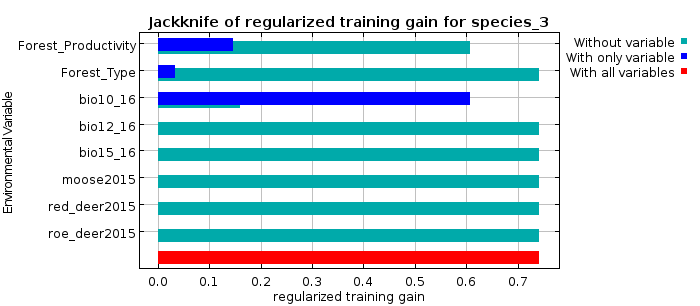 Jackknife of regularized training gain for species_3
Without variable
With only variable
With all variables
Environmental Variable
Forest_Productivity
Forest_Type
bio10_16
bio12_16
bio15_16
moose2015
red_deer2015
roe_deer2015
0.0 0.1 0.2 0.3 0.4 0.5 0.6 0.7
regularized training gain